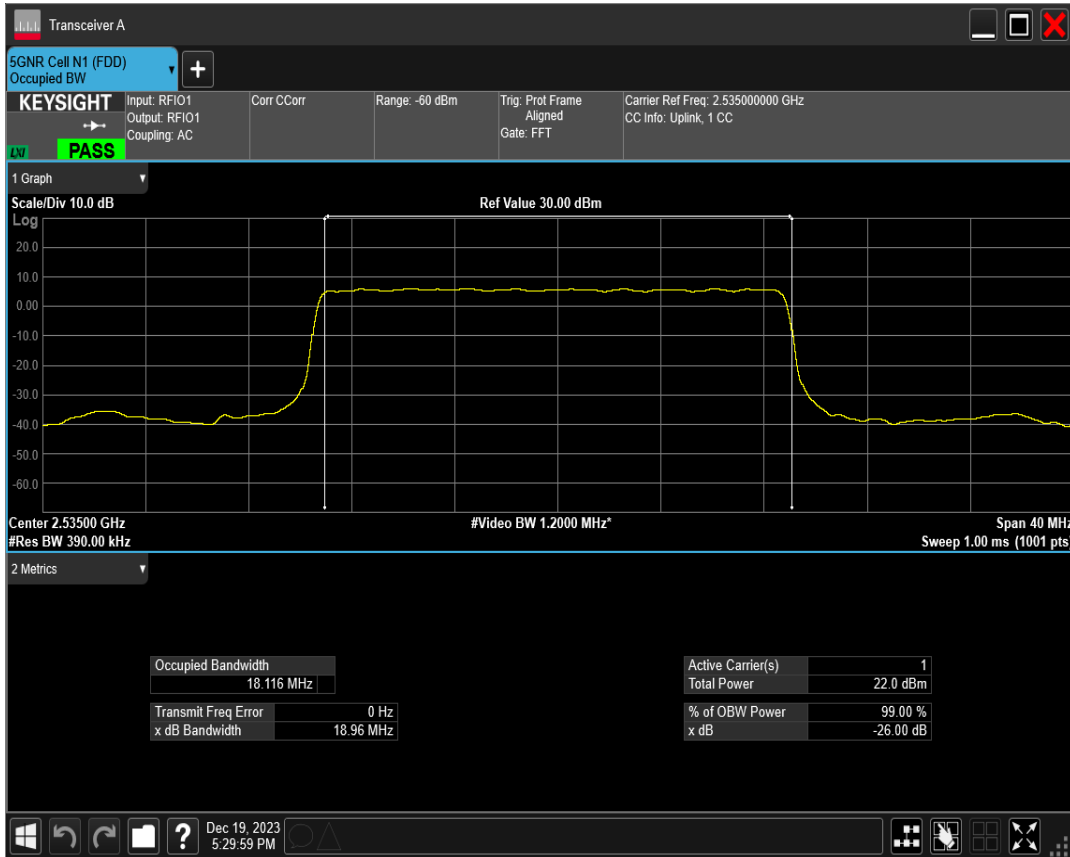 Transceiver A
5GNR Cell N1 (FDD)
Occupied BW
+
KEYSIGHT
LXI
PASS
Input: RFIO1
Output: RFIO1
Coupling: AC
Corr CCorr
Range: -60 dBm
Trig: Prot Frame
Aligned
Gate: FFT
Carrier Ref Freq: 2.535000000 GHz
CC Info: Uplink, 1 CC
1 Graph
Scale/Div 10.0 dB
Ref Value 30.00 dBm
Log
20.0
10.0
0.00
-10.0
-20.0
-30.0
-40.0
-50.0
-60.0
Center 2.53500 GHz
#Video BW 1.2000 MHz*
Span 40 MHz
#Res BW 390.00 kHz
Sweep 1.00 ms (1001 pts)
2 Metrics
Occupied Bandwidth
18.116 MHz
Transmit Freq Error 0 Hz
x dB Bandwidth 18.96 MHz
Active Carrier(s) 1
Total Power 22.0 dBm
% of OBW Power 99.00 %
x dB -26.00 dB
?
Dec 19, 2023
5:29:59 PM